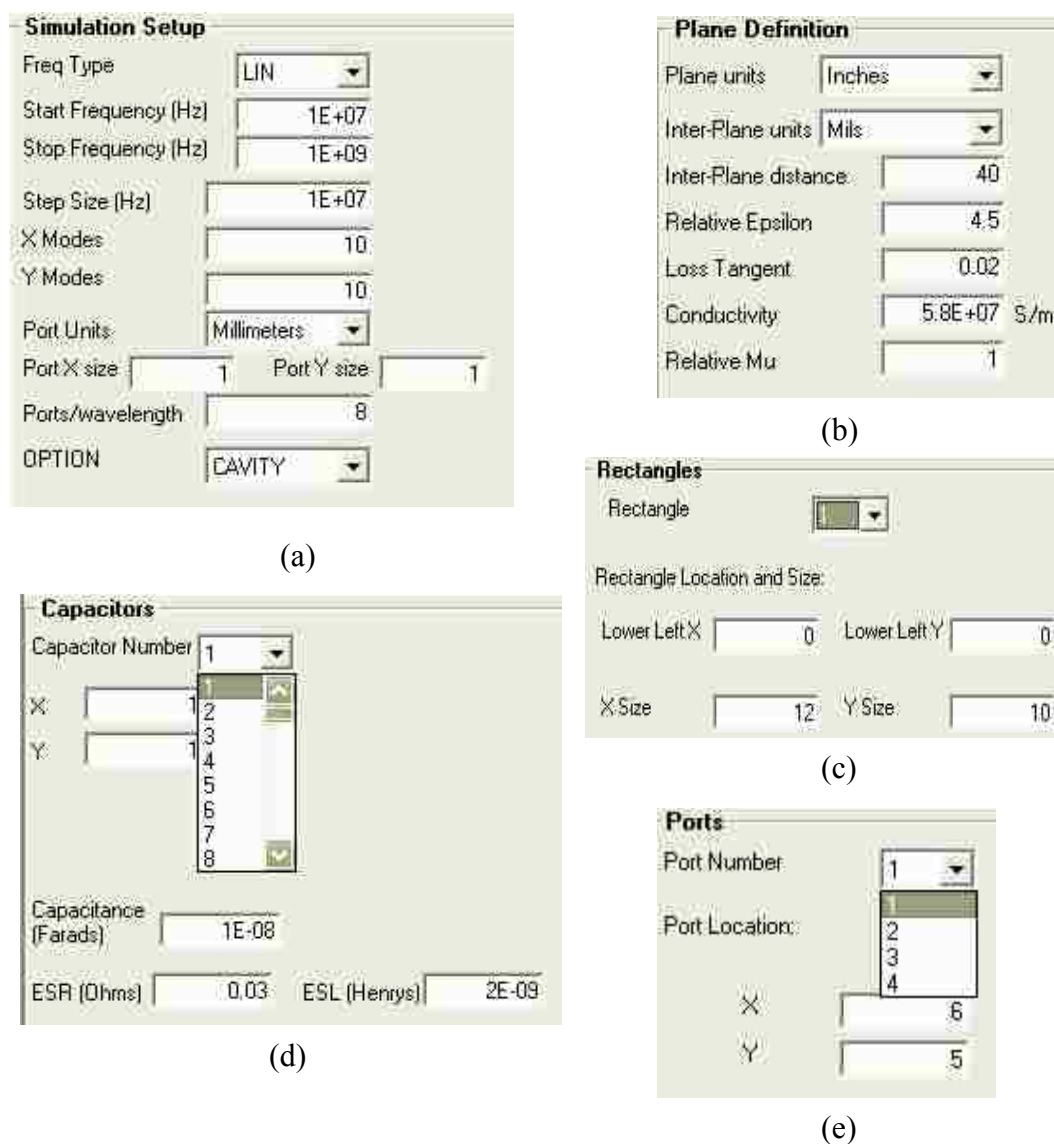 Simulation Setup
Freq Type LIN
Start Frequency (Hz) 1E+07
Stop Frequency (Hz) 1E+09
Step Size (Hz) 1E+07
X Modes 10
Y Modes 10
Port Units Millimeters
Port X size 1 Port Y size 1
Ports/wavelength 8
OPTION CAVITY
(a)
Plane Definition
Plane units Inches
Inter-Plane units Mils
Inter-Plane distance 40
Relative Epsilon 4.5
Loss Tangent 0.02
Conductivity 5.8E+07 S/m
Relative Mu 1
(b)
Rectangles
Rectangle 1
Rectangle Location and Size:
Lower Left X 0 Lower Left Y 0
X Size 12 Y Size 10
(c)
Capacitors
Capacitor Number 1
1
2
3
4
5
6
7
8
X 1
Y 1
Capacitance
(Farads) 1E-08
ESR (Ohms) 0.03 ESL (Henrys) 2E-09
(d)
Ports
Port Number 1
1
2
3
4
Port Location:
X 6
Y 5
(e)